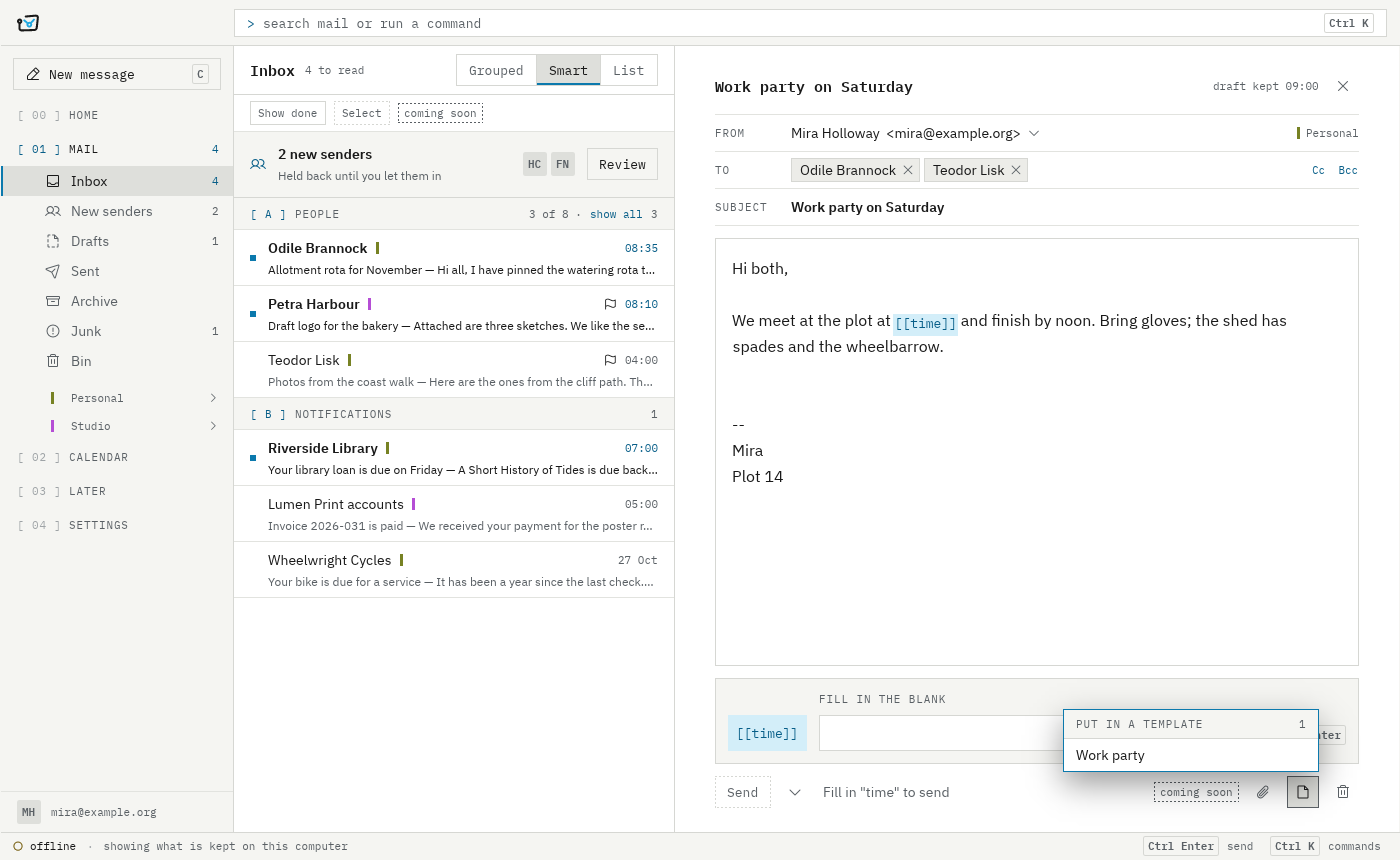 > search mail or run a command
Ctrl K
New message
C
[ 00 ] HOME
[ 01 ] MAIL 4
Inbox 4
New senders 2
Drafts 1
Sent
Archive
Junk 1
Bin
Personal
Studio
[ 02 ] CALENDAR
[ 03 ] LATER
[ 04 ] SETTINGS
MH mira@example.org
Inbox 4 to read
Grouped Smart List
Show done Select coming soon
2 new senders
Held back until you let them in
HC FN Review
[ A ] PEOPLE 3 of 8 · show all 3
Odile Brannock 08:35
Allotment rota for November — Hi all, I have pinned the watering rota t...
Petra Harbour 08:10
Draft logo for the bakery — Attached are three sketches. We like the se...
Teodor Lisk 04:00
Photos from the coast walk — Here are the ones from the cliff path. Th...
[ B ] NOTIFICATIONS 1
Riverside Library 07:00
Your library loan is due on Friday — A Short History of Tides is due back...
Lumen Print accounts 05:00
Invoice 2026-031 is paid — We received your payment for the poster r...
Wheelwright Cycles 27 Oct
Your bike is due for a service — It has been a year since the last check....
Work party on Saturday
draft kept 09:00
FROM Mira Holloway <mira@example.org> Personal
TO Odile Brannock Teodor Lisk Cc Bcc
SUBJECT Work party on Saturday
Hi both,
We meet at the plot at [[time]] and finish by noon. Bring gloves; the shed has
spades and the wheelbarrow.
--
Mira
Plot 14
FILL IN THE BLANK
[[time]]
PUT IN A TEMPLATE 1
Work party
Send Fill in "time" to send coming soon
offline · showing what is kept on this computer
Ctrl Enter send Ctrl K commands